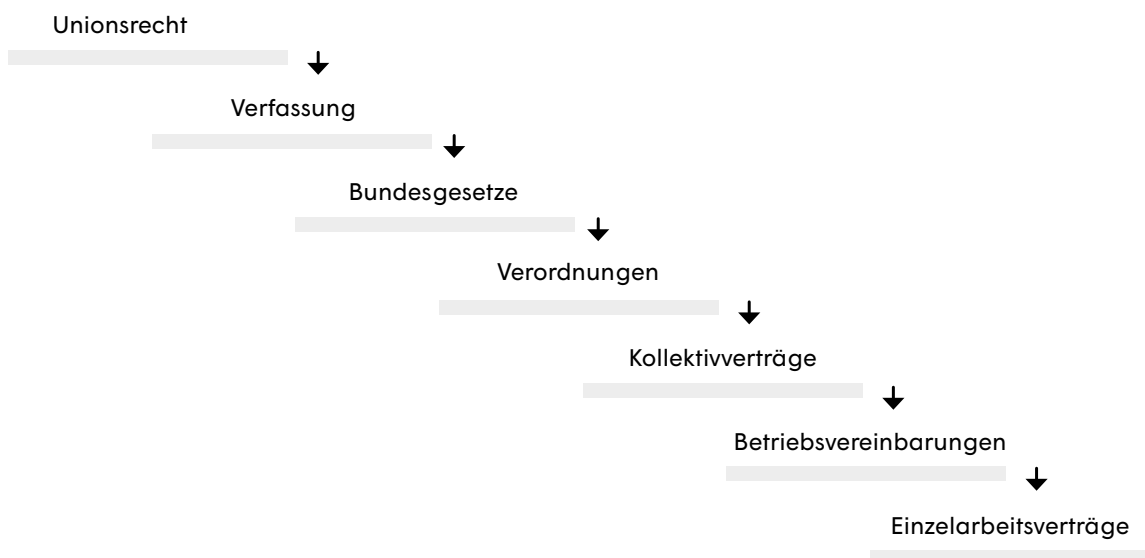 Unionsrecht
Verfassung
Bundesgesetze
Verordnungen
Kollektivverträge
Betriebsvereinbarungen
Einzelarbeitsverträge